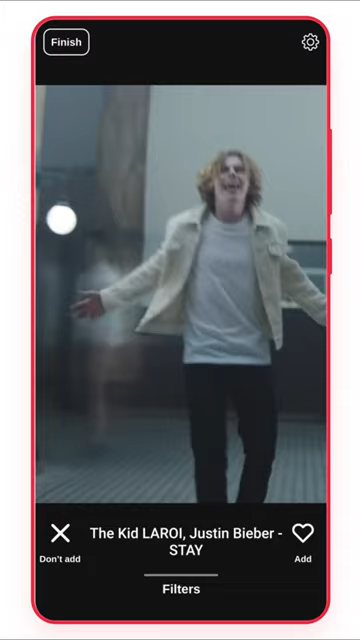 Finish
The Kid LAROI, Justin Bieber -
STAY
Don't add
Add
Filters